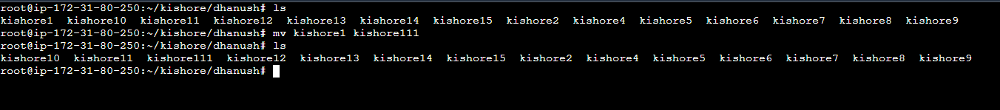 root@ip-172-31-80-250:~/kishore/dhanush# ls
kishore1  kishore10  kishore11  kishore12  kishore13  kishore14  kishore15  kishore2  kishore4  kishore5  kishore6  kishore7  kishore8  kishore9
root@ip-172-31-80-250:~/kishore/dhanush# mv kishore1 kishore111
root@ip-172-31-80-250:~/kishore/dhanush# ls
kishore10  kishore11  kishore111  kishore12  kishore13  kishore14  kishore15  kishore2  kishore4  kishore5  kishore6  kishore7  kishore8  kishore9
root@ip-172-31-80-250:~/kishore/dhanush#